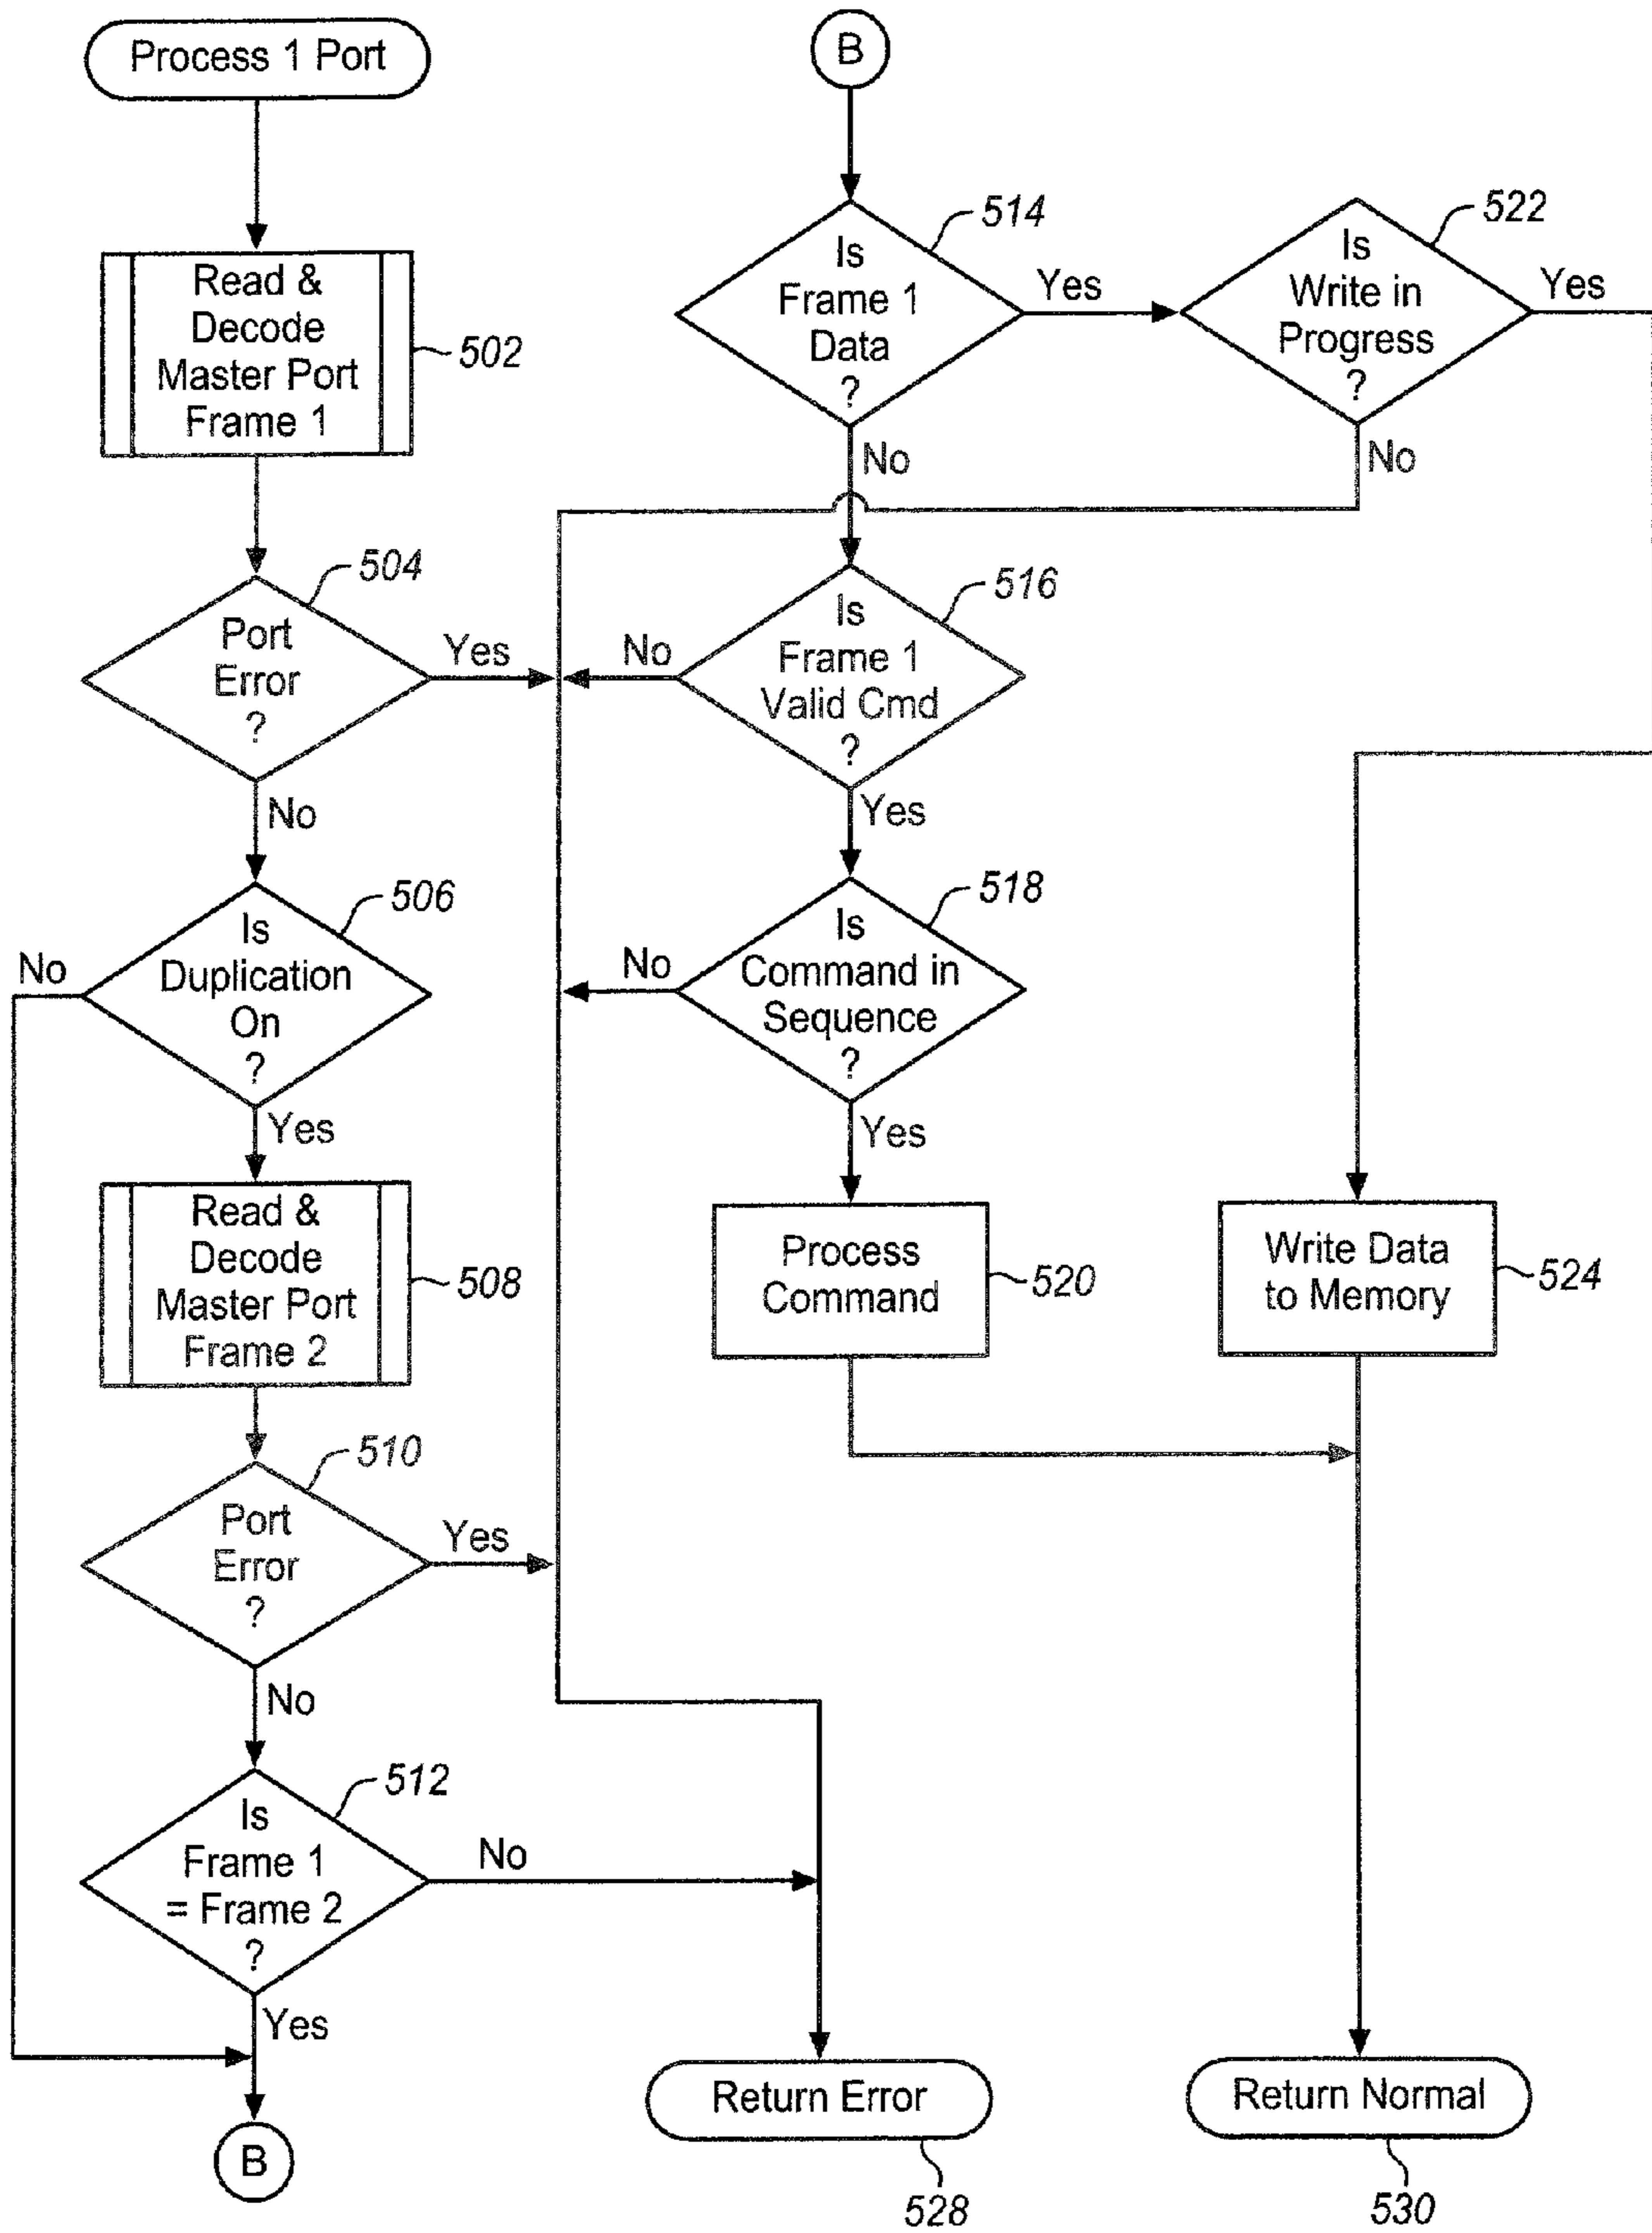 Process 1 Port
Read &
Decode
Master Port
Frame 1
502
Port
Error
?
504
Yes
No
Is
Duplication
On
?
506
No
Yes
Read &
Decode
Master Port
Frame 2
508
Port
Error
?
510
Yes
No
Is
Frame 1
= Frame 2
?
512
No
Yes
B
B
Is
Frame 1
Data
?
514
Yes
No
Is
Frame 1
Valid Cmd
?
516
No
Yes
Is
Command in
Sequence
?
518
No
Yes
Process
Command
520
Is
Write in
Progress
?
522
Yes
No
Write Data
to Memory
524
Return Error
528
Return Normal
530